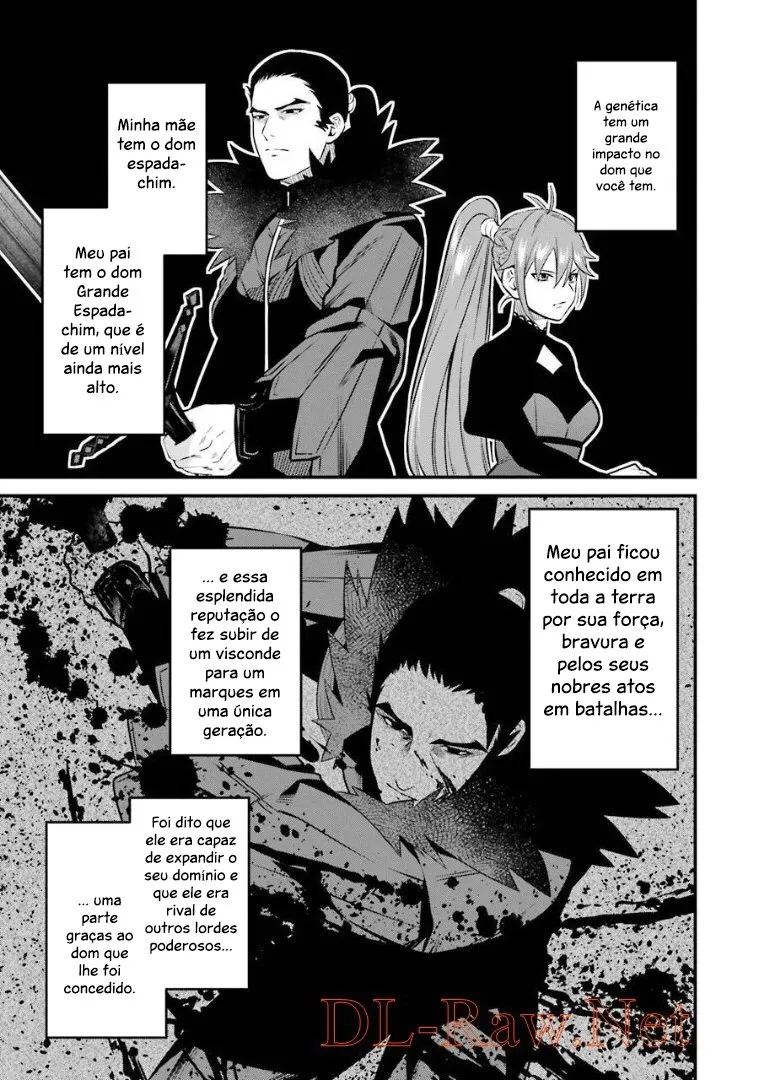 A genética
tem um
grande
impacto no
dom que
você tem.
Minha mãe
tem o dom
espada-
chim.
Meu pai
tem o dom
Grande
Espada-
chim, que é
de um nível
ainda mais
alto.
Meu pai ficou
conhecido em
toda a terra
por sua força,
bravura e
pelos seus
nobres atos
em batalhas...
... e essa
esplendida
reputação o
fez subir de
um visconde
para um
marques em
uma única
geração.
Foi dito que
ele era capaz
de expandir o
seu domínio e
que ele era
rival de
outros lordes
poderosos...
... uma
parte
graças ao
dom que
lhe foi
concedido.
DL-Raw.Net